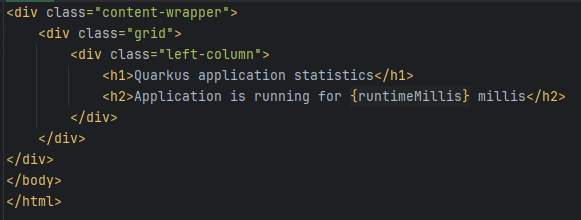 <div class="content-wrapper">
    <div class="grid">
        <div class="left-column">
            <h1>Quarkus application statistics</h1>
            <h2>Application is running for {runtimeMillis} millis</h2>
        </div>
    </div>
</div>
</body>
</html>